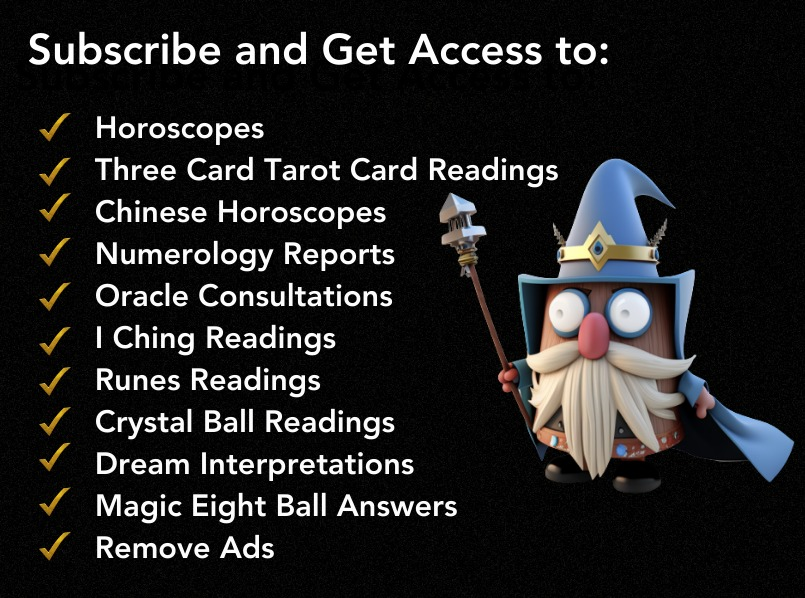 Subscribe and Get Access to:
Horoscopes
Three Card Tarot Card Readings
Chinese Horoscopes
Numerology Reports
Oracle Consultations
I Ching Readings
Runes Readings
Crystal Ball Readings
Dream Interpretations
Magic Eight Ball Answers
Remove Ads